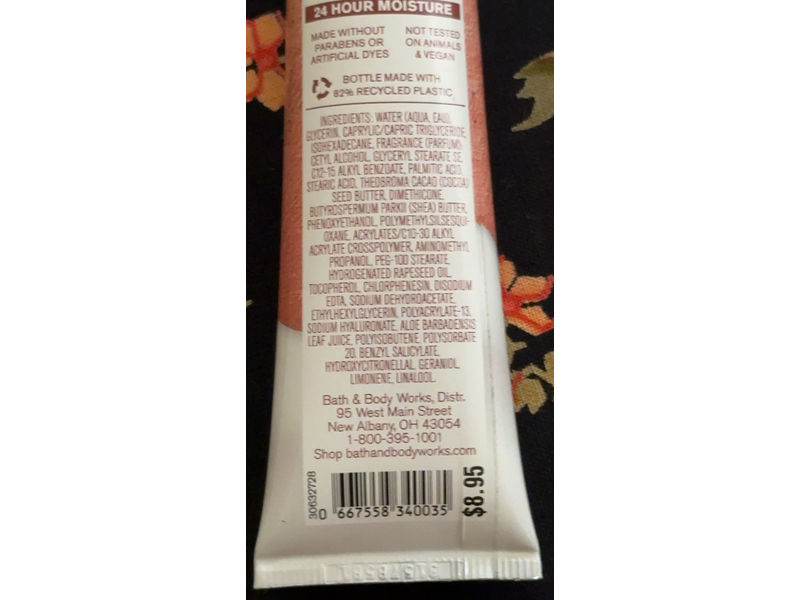 24 HOUR MOISTURE
MADE WITHOUT
PARABENS OR
ARTIFICIAL DYES
NOT TESTED
ON ANIMALS
& VEGAN
BOTTLE MADE WITH
82% RECYCLED PLASTIC
INGREDIENTS: WATER (AQUA, EAU),
GLYCERIN, CAPRYLIC/CAPRIC TRIGLYCERIDE,
ISOHEXADECANE, FRAGRANCE (PARFUM),
CETYL ALCOHOL, GLYCERYL STEARATE SE,
C12-15 ALKYL BENZOATE, PALMITIC ACID,
STEARIC ACID, THEOBROMA CACAO (COCOA)
SEED BUTTER, DIMETHICONE,
BUTYROSPERMUM PARKII (SHEA) BUTTER,
PHENOXYETHANOL, POLYMETHYLSILSESQUI-
OXANE, ACRYLATES/C10-30 ALKYL
ACRYLATE CROSSPOLYMER, AMINOMETHYL
PROPANOL, PEG-100 STEARATE,
HYDROGENATED RAPESEED OIL,
TOCOPHEROL, CHLORPHENESIN, DISODIUM
EDTA, SODIUM DEHYDROACETATE,
ETHYLHEXYLGLYCERIN, POLYACRYLATE-13,
SODIUM HYALURONATE, ALOE BARBADENSIS
LEAF JUICE, POLYISOBUTENE, POLYSORBATE
20, BENZYL SALICYLATE,
HYDROXYCITRONELLAL, GERANIOL,
LIMONENE, LINALOOL.
Bath & Body Works, Distr.
95 West Main Street
New Albany, OH 43054
1-800-395-1001
Shop bathandbodyworks.com
30632728
0 667558 340035
$8.95